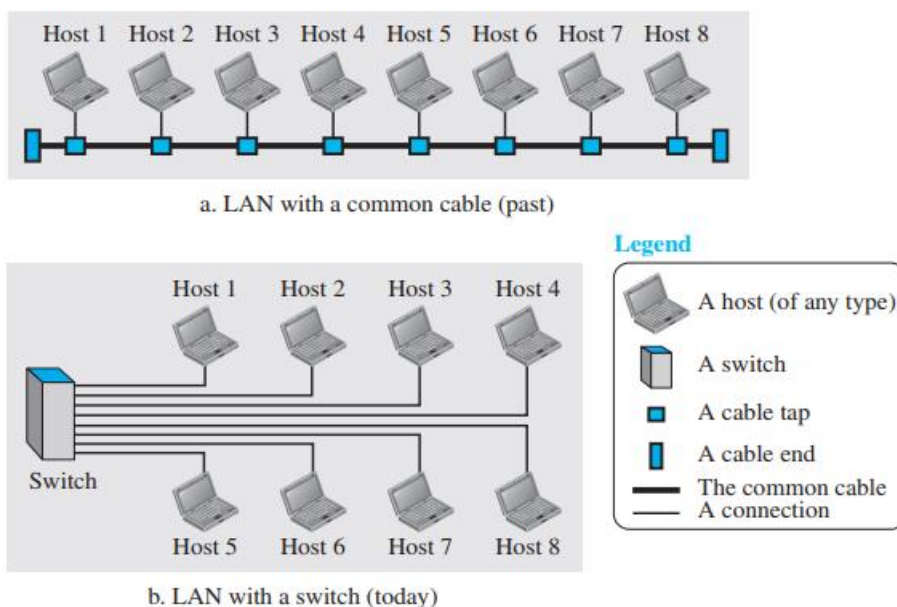 Host 1 Host 2 Host 3 Host 4 Host 5 Host 6 Host 7 Host 8
a. LAN with a common cable (past)
Host 1 Host 2 Host 3 Host 4
Switch
Host 5 Host 6 Host 7 Host 8
b. LAN with a switch (today)
Legend
A host (of any type)
A switch
A cable tap
A cable end
The common cable
A connection